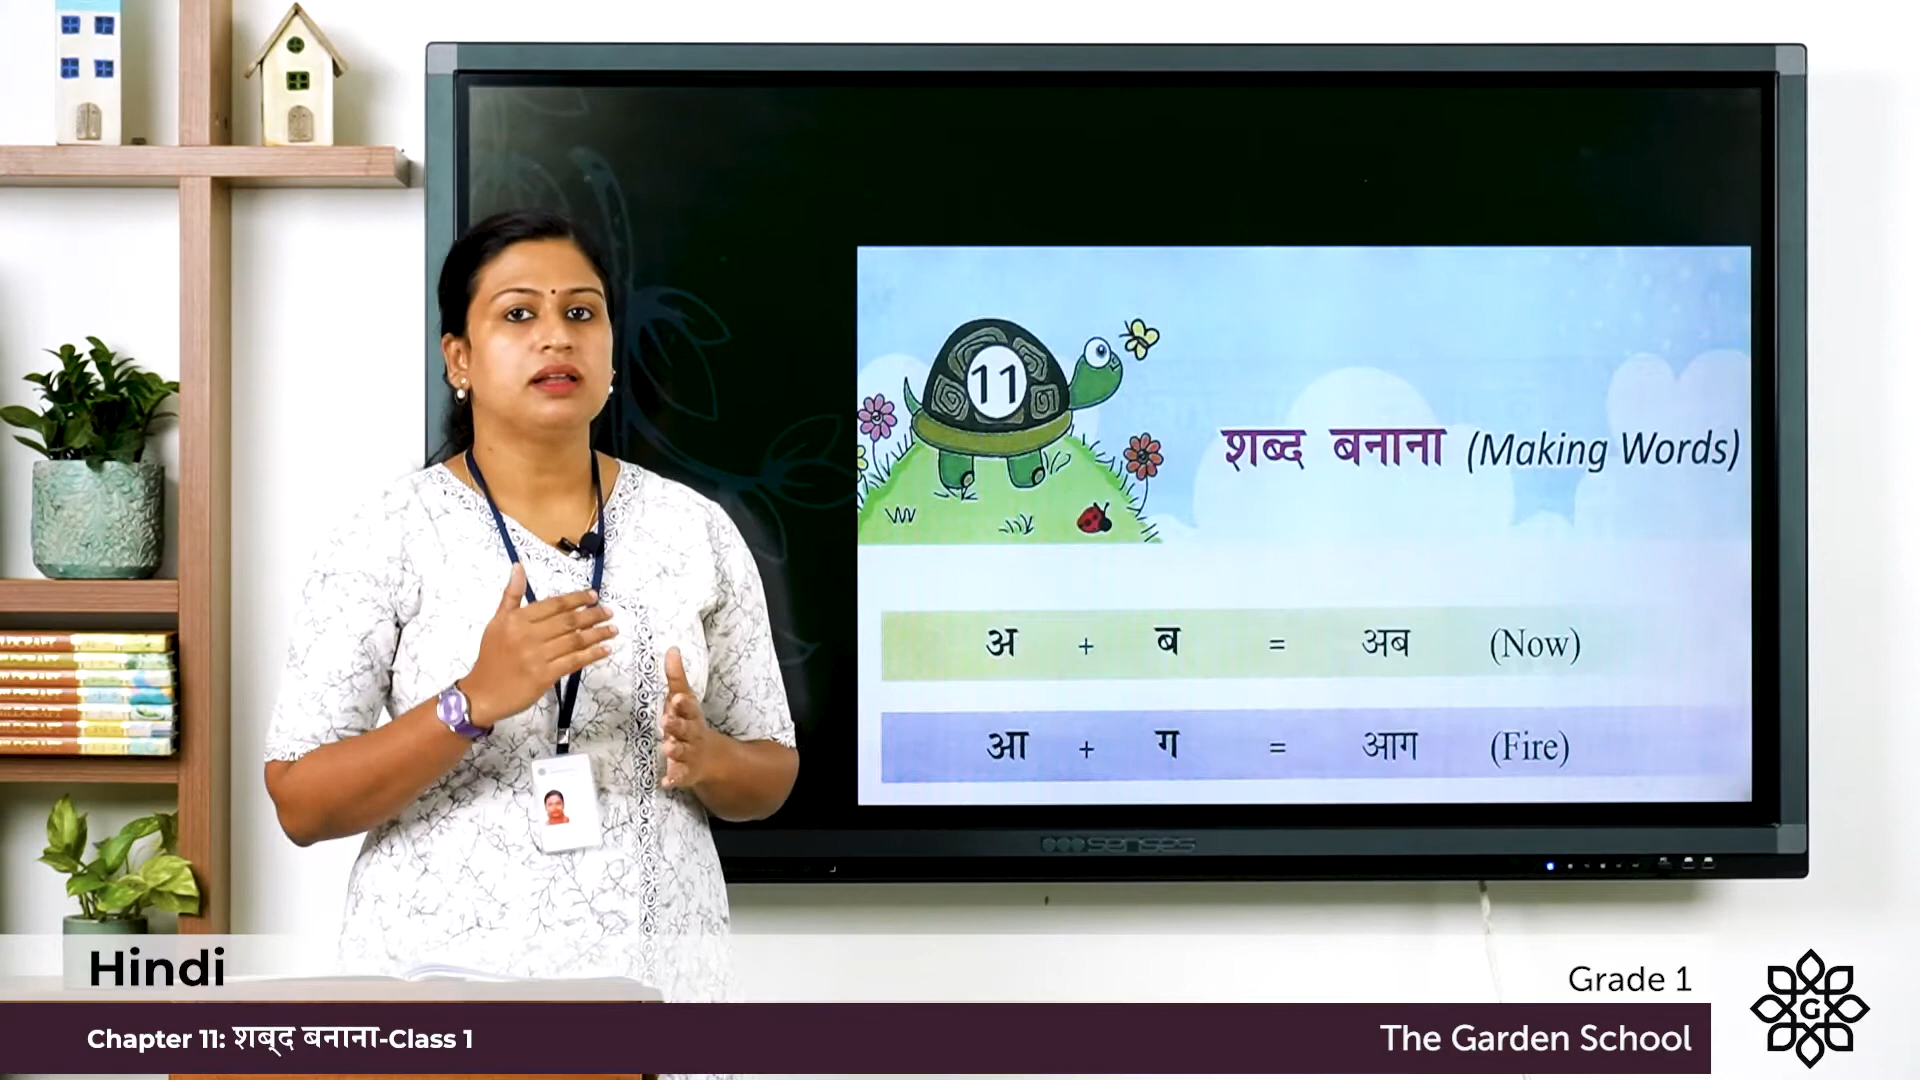 11
शब्द बनाना (Making Words)
अ + ब = अब (Now)
आ + ग = आग (Fire)
senses
Hindi
Grade 1
Chapter 11: शब्द बनाना-Class 1
The Garden School
G